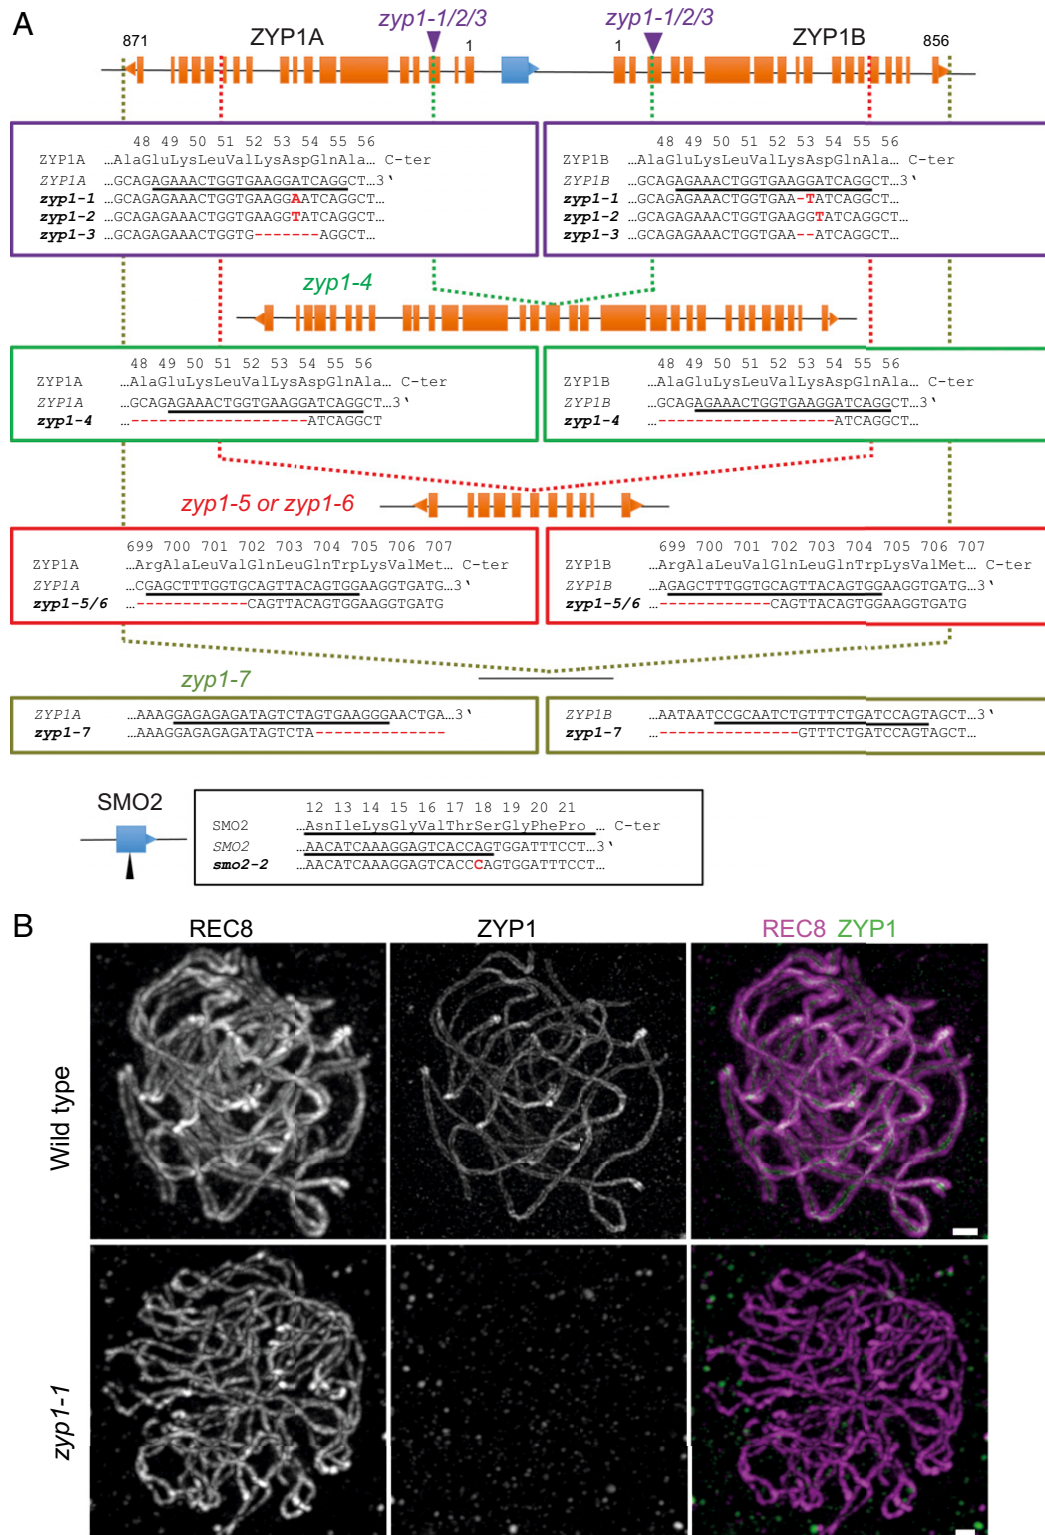 A
zyp1-1/2/3 zyp1-1/2/3
871 ZYP1A 1 1 ZYP1B 856
48 49 50 51 52 53 54 55 56
ZYP1A …AlaGluLysLeuValLysAspGlnAla… C-ter
ZYP1A …GCAGAGAAACTGGTGAAGGATCAGGCT…3‘
zyp1-1 …GCAGAGAAACTGGTGAAGGAATCAGGCT…
zyp1-2 …GCAGAGAAACTGGTGAAGGTATCAGGCT…
zyp1-3 …GCAGAGAAACTGGTG-------AGGCT…
48 49 50 51 52 53 54 55 56
ZYP1B …AlaGluLysLeuValLysAspGlnAla… C-ter
ZYP1B …GCAGAGAAACTGGTGAAGGATCAGGCT…3‘
zyp1-1 …GCAGAGAAACTGGTGAA-TATCAGGCT…
zyp1-2 …GCAGAGAAACTGGTGAAGGTATCAGGCT…
zyp1-3 …GCAGAGAAACTGGTGAA--ATCAGGCT…
zyp1-4
48 49 50 51 52 53 54 55 56
ZYP1A …AlaGluLysLeuValLysAspGlnAla… C-ter
ZYP1A …GCAGAGAAACTGGTGAAGGATCAGGCT…3‘
zyp1-4 …-------------------ATCAGGCT
48 49 50 51 52 53 54 55 56
ZYP1B …AlaGluLysLeuValLysAspGlnAla… C-ter
ZYP1B …GCAGAGAAACTGGTGAAGGATCAGGCT…3‘
zyp1-4 …-------------------ATCAGGCT…
zyp1-5 or zyp1-6
699 700 701 702 703 704 705 706 707
ZYP1A …ArgAlaLeuValGlnLeuGlnTrpLysValMet… C-ter
ZYP1A …CGAGCTTTGGTGCAGTTACAGTGGAAGGTGATG…3‘
zyp1-5/6 …------------CAGTTACAGTGGAAGGTGATG
699 700 701 702 703 704 705 706 707
ZYP1B …ArgAlaLeuValGlnLeuGlnTrpLysValMet… C-ter
ZYP1B …AGAGCTTTGGTGCAGTTACAGTGGAAGGTGATG…3‘
zyp1-5/6 …------------CAGTTACAGTGGAAGGTGATG
zyp1-7
ZYP1A …AAAGGAGAGAGATAGTCTAGTGAAGGGAACTGA…3‘
zyp1-7 …AAAGGAGAGAGATAGTCTA--------------
ZYP1B …AATAATCCGCAATCTGTTTCTGATCCAGTAGCT…3‘
zyp1-7 …---------------GTTTCTGATCCAGTAGCT…
SMO2
12 13 14 15 16 17 18 19 20 21
SMO2 …AsnIleLysGlyValThrSerGlyPhePro… C-ter
SMO2 …AACATCAAAGGAGTCACCAGTGGATTTCCT…3‘
smo2-2 …AACATCAAAGGAGTCACCCAGTGGATTTCCT…
B
REC8 ZYP1 REC8 ZYP1
Wild type
zyp1-1